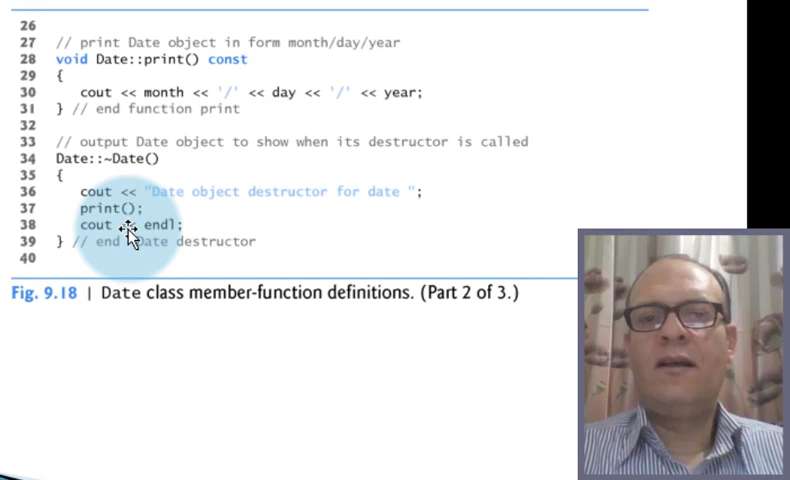 26
27 // print Date object in form month/day/year
28 void Date::print() const
29 {
30 cout << month << '/' << day << '/' << year;
31 } // end function print
32
33 // output Date object to show when its destructor is called
34 Date::~Date()
35 {
36 cout << "Date object destructor for date ";
37 print();
38 cout << endl;
39 } // end Date destructor
40
Fig. 9.18 | Date class member-function definitions. (Part 2 of 3.)